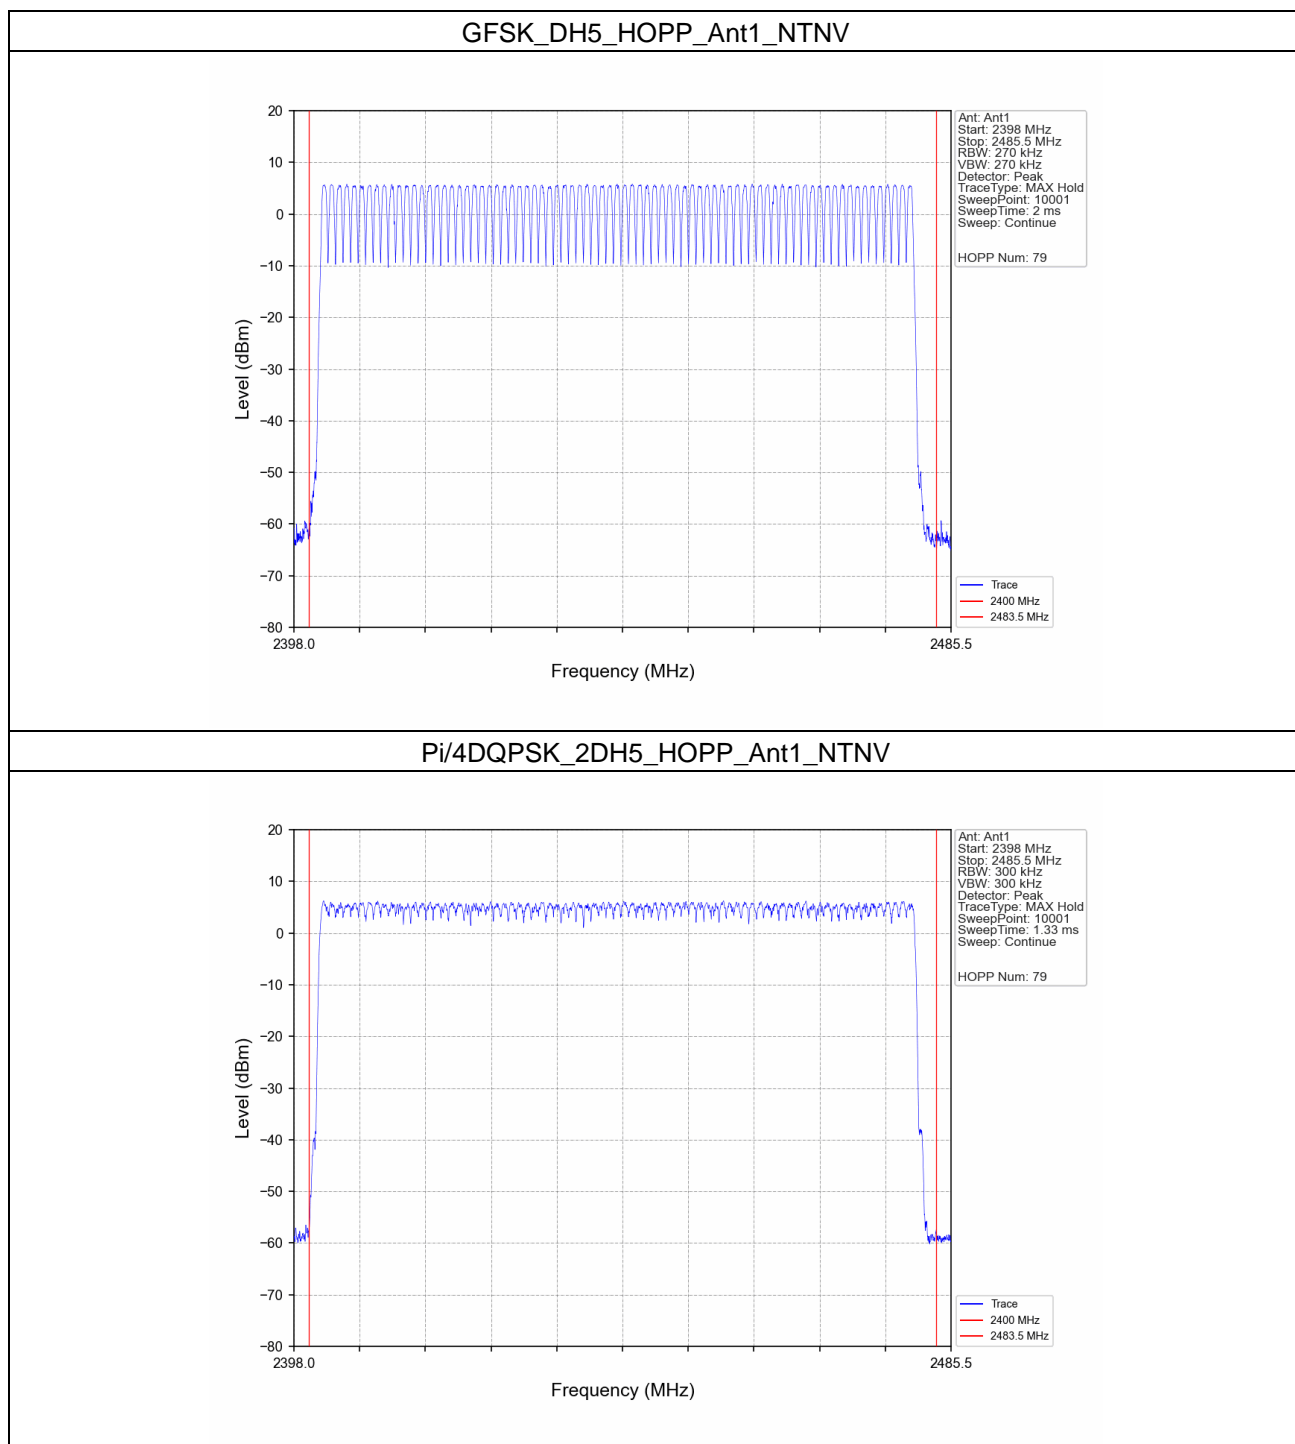 GFSK_DH5_HOPP_Ant1_NTNV
20
10
0
−10
−20
−30
−40
−50
−60
−70
−80
Level (dBm)
2398.0
2485.5
Frequency (MHz)
Ant: Ant1
Start: 2398 MHz
Stop: 2485.5 MHz
RBW: 270 kHz
VBW: 270 kHz
Detector: Peak
TraceType: MAX Hold
SweepPoint: 10001
SweepTime: 2 ms
Sweep: Continue
HOPP Num: 79
Trace
2400 MHz
2483.5 MHz
Pi/4DQPSK_2DH5_HOPP_Ant1_NTNV
20
10
0
−10
−20
−30
−40
−50
−60
−70
−80
Level (dBm)
2398.0
2485.5
Frequency (MHz)
Ant: Ant1
Start: 2398 MHz
Stop: 2485.5 MHz
RBW: 300 kHz
VBW: 300 kHz
Detector: Peak
TraceType: MAX Hold
SweepPoint: 10001
SweepTime: 1.33 ms
Sweep: Continue
HOPP Num: 79
Trace
2400 MHz
2483.5 MHz